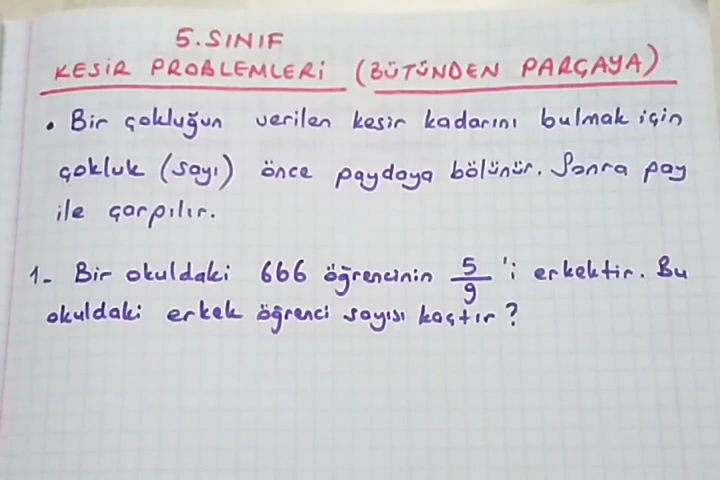 5.SINIF
KESİR PROBLEMLERİ (BÜTÜNDEN PARÇAYA)
• Bir çokluğun verilen kesir kadarını bulmak için
çokluk (sayı) önce paydaya bölünür. Sonra pay
ile çarpılır.
1- Bir okuldaki 666 öğrencinin 5/9 'i erkektir. Bu
okuldaki erkek öğrenci sayısı kaçtır?